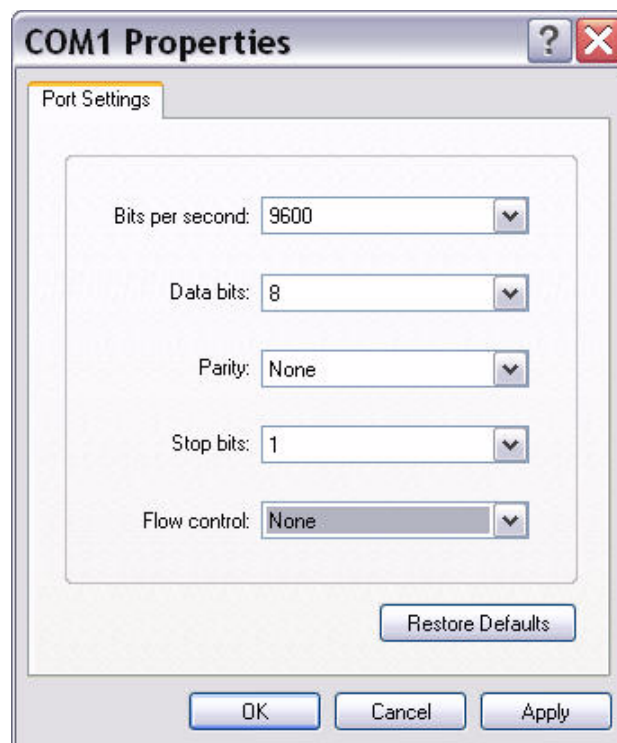 COM1 Properties
Port Settings
Bits per second: 9600
Data bits: 8
Parity: None
Stop bits: 1
Flow control: None
Restore Defaults
OK Cancel Apply